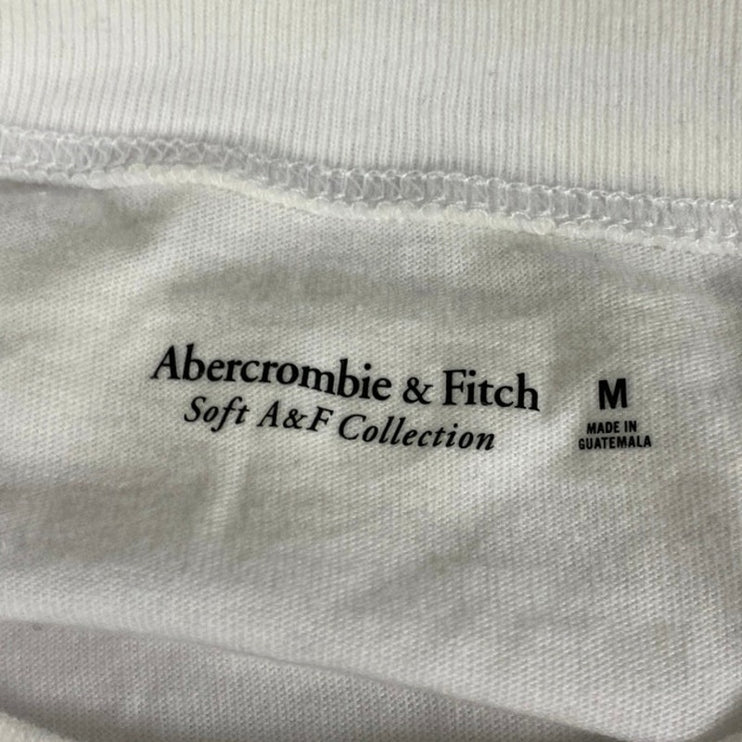 Abercrombie & Fitch
Soft A&F Collection
M
MADE IN
GUATEMALA